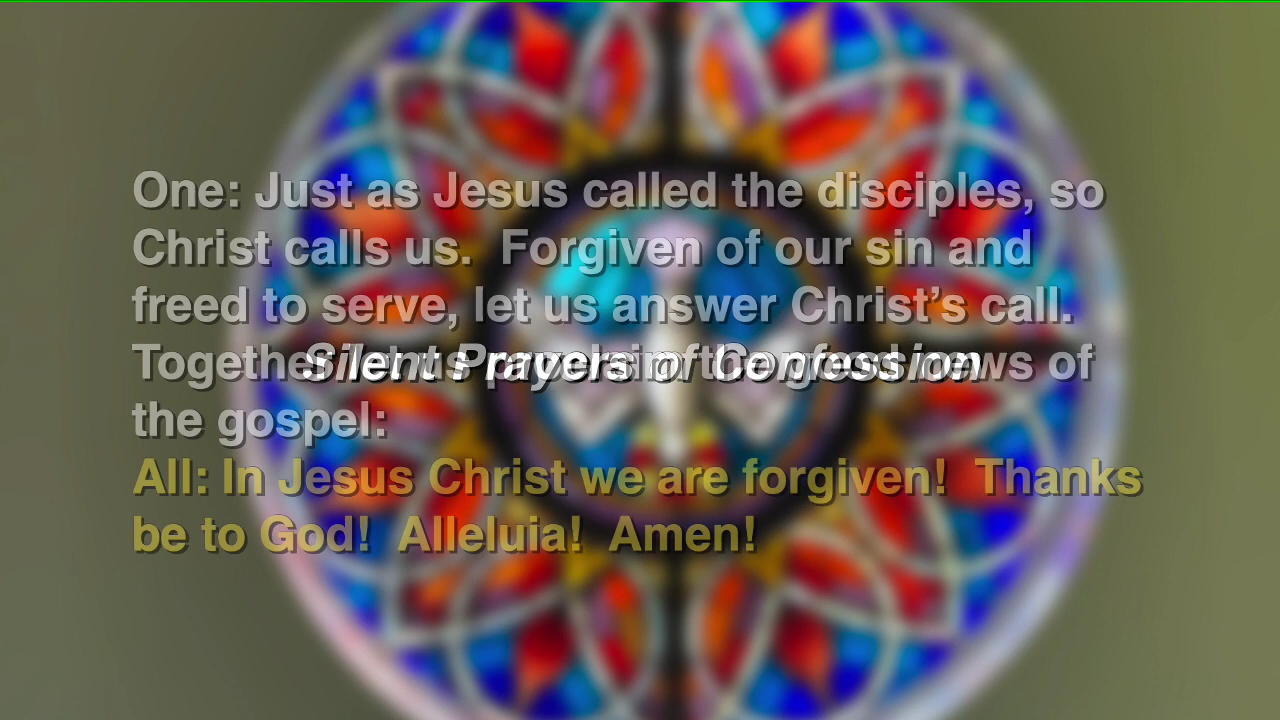 One: Just as Jesus called the disciples, so
Christ calls us.  Forgiven of our sin and
freed to serve, let us answer Christ’s call.
Silent Prayers of Confession
ws of
the gospel:
All: In Jesus Christ we are forgiven!  Thanks
be to God!  Alleluia!  Amen!